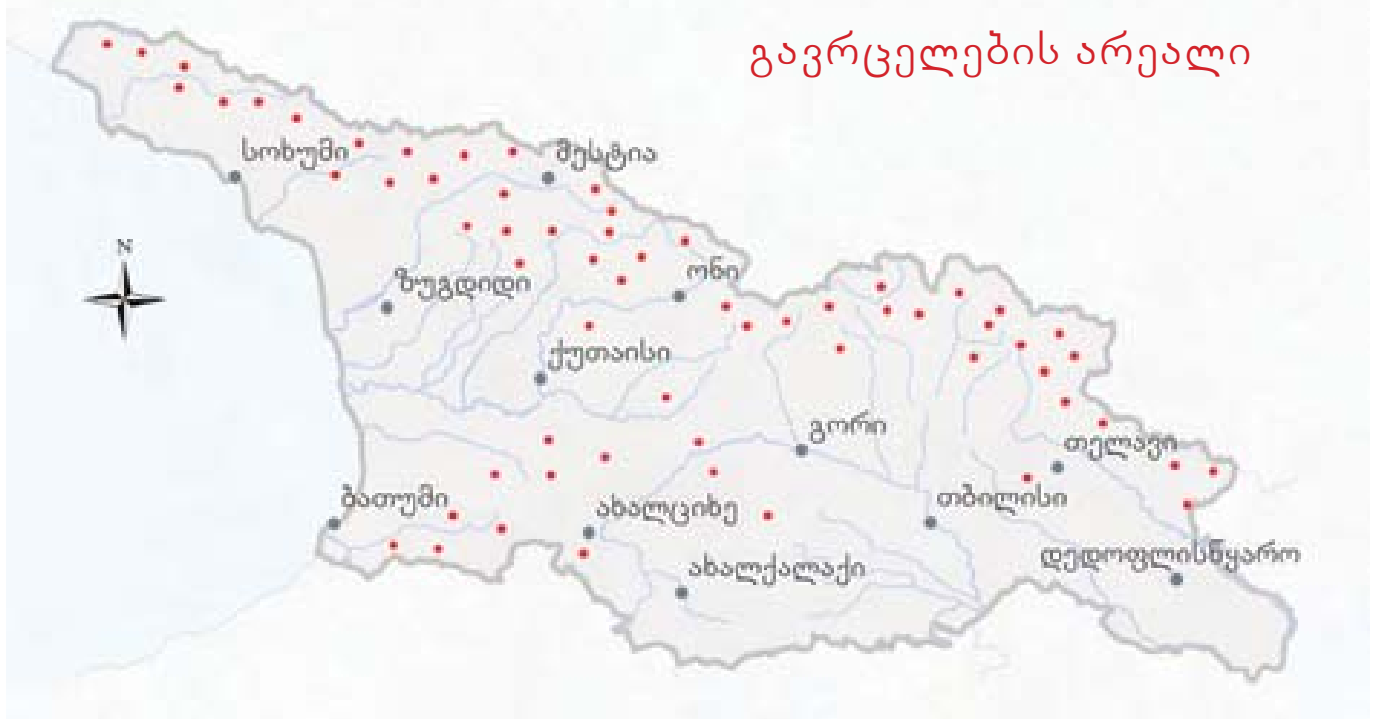 გავრცელების არეალი
სოხუმი
მესტია
N
ზუგდიდი
ონი
ქუთაისი
გორი
თელავი
ბათუმი
ახალციხე
თბილისი
დედოფლისწყარო
ახალქალაქი